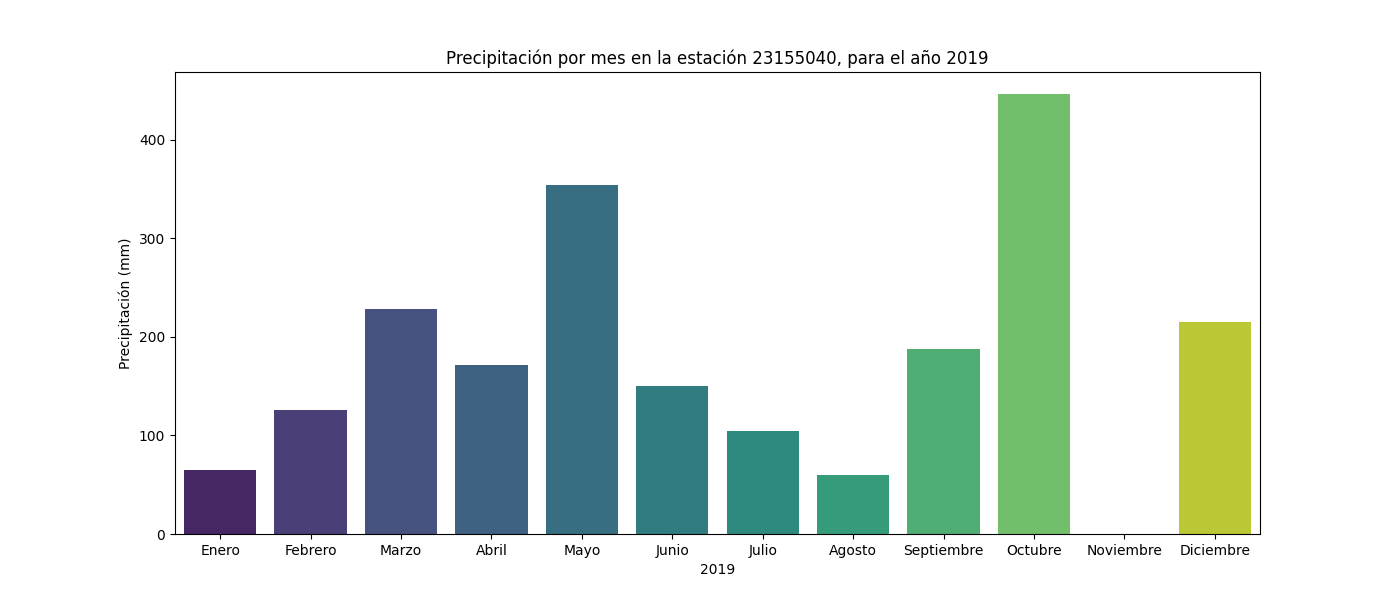 Precipitación por mes en la estación 23155040, para el año 2019
Precipitación (mm)
400
300
200
100
0
Enero Febrero Marzo Abril Mayo Junio Julio Agosto Septiembre Octubre Noviembre Diciembre
2019